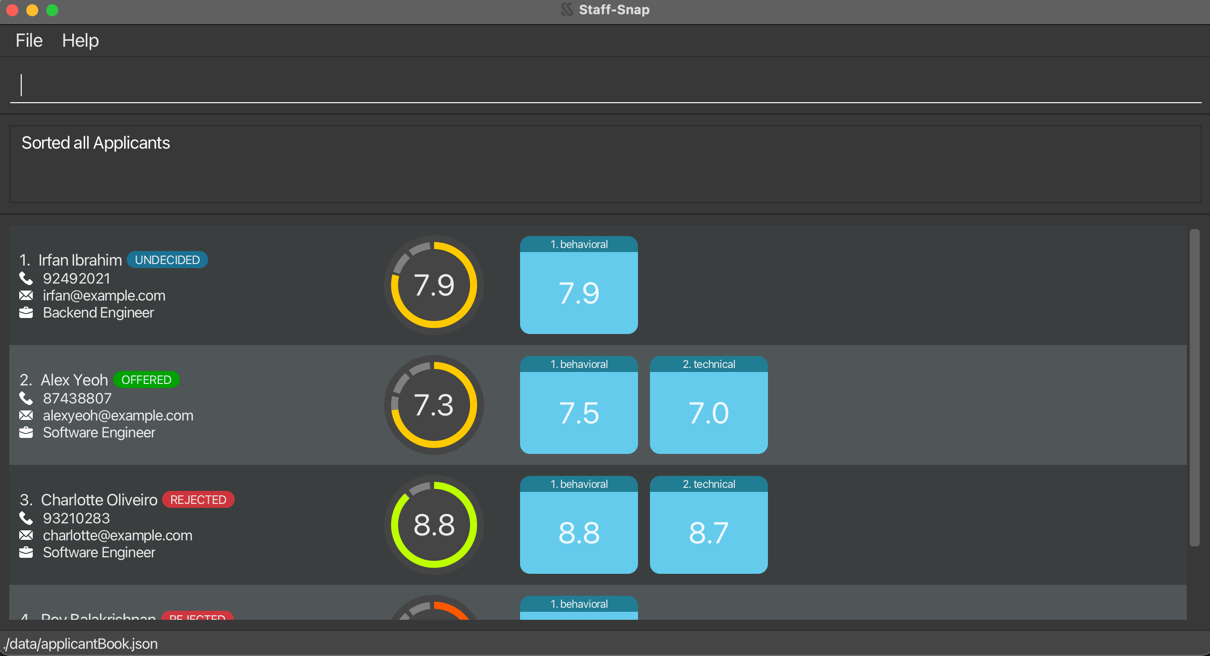 Staff-Snap
File Help
Sorted all Applicants
1. Irfan Ibrahim UNDECIDED
92492021
irfan@example.com
Backend Engineer
7.9
1. behavioral
7.9
2. Alex Yeoh OFFERED
87438807
alexyeoh@example.com
Software Engineer
7.3
1. behavioral
7.5
2. technical
7.0
3. Charlotte Oliveiro REJECTED
93210283
charlotte@example.com
Software Engineer
8.8
1. behavioral
8.8
2. technical
8.7
4. Roy Balakrishnan REJECTED
1. behavioral
./data/applicantBook.json